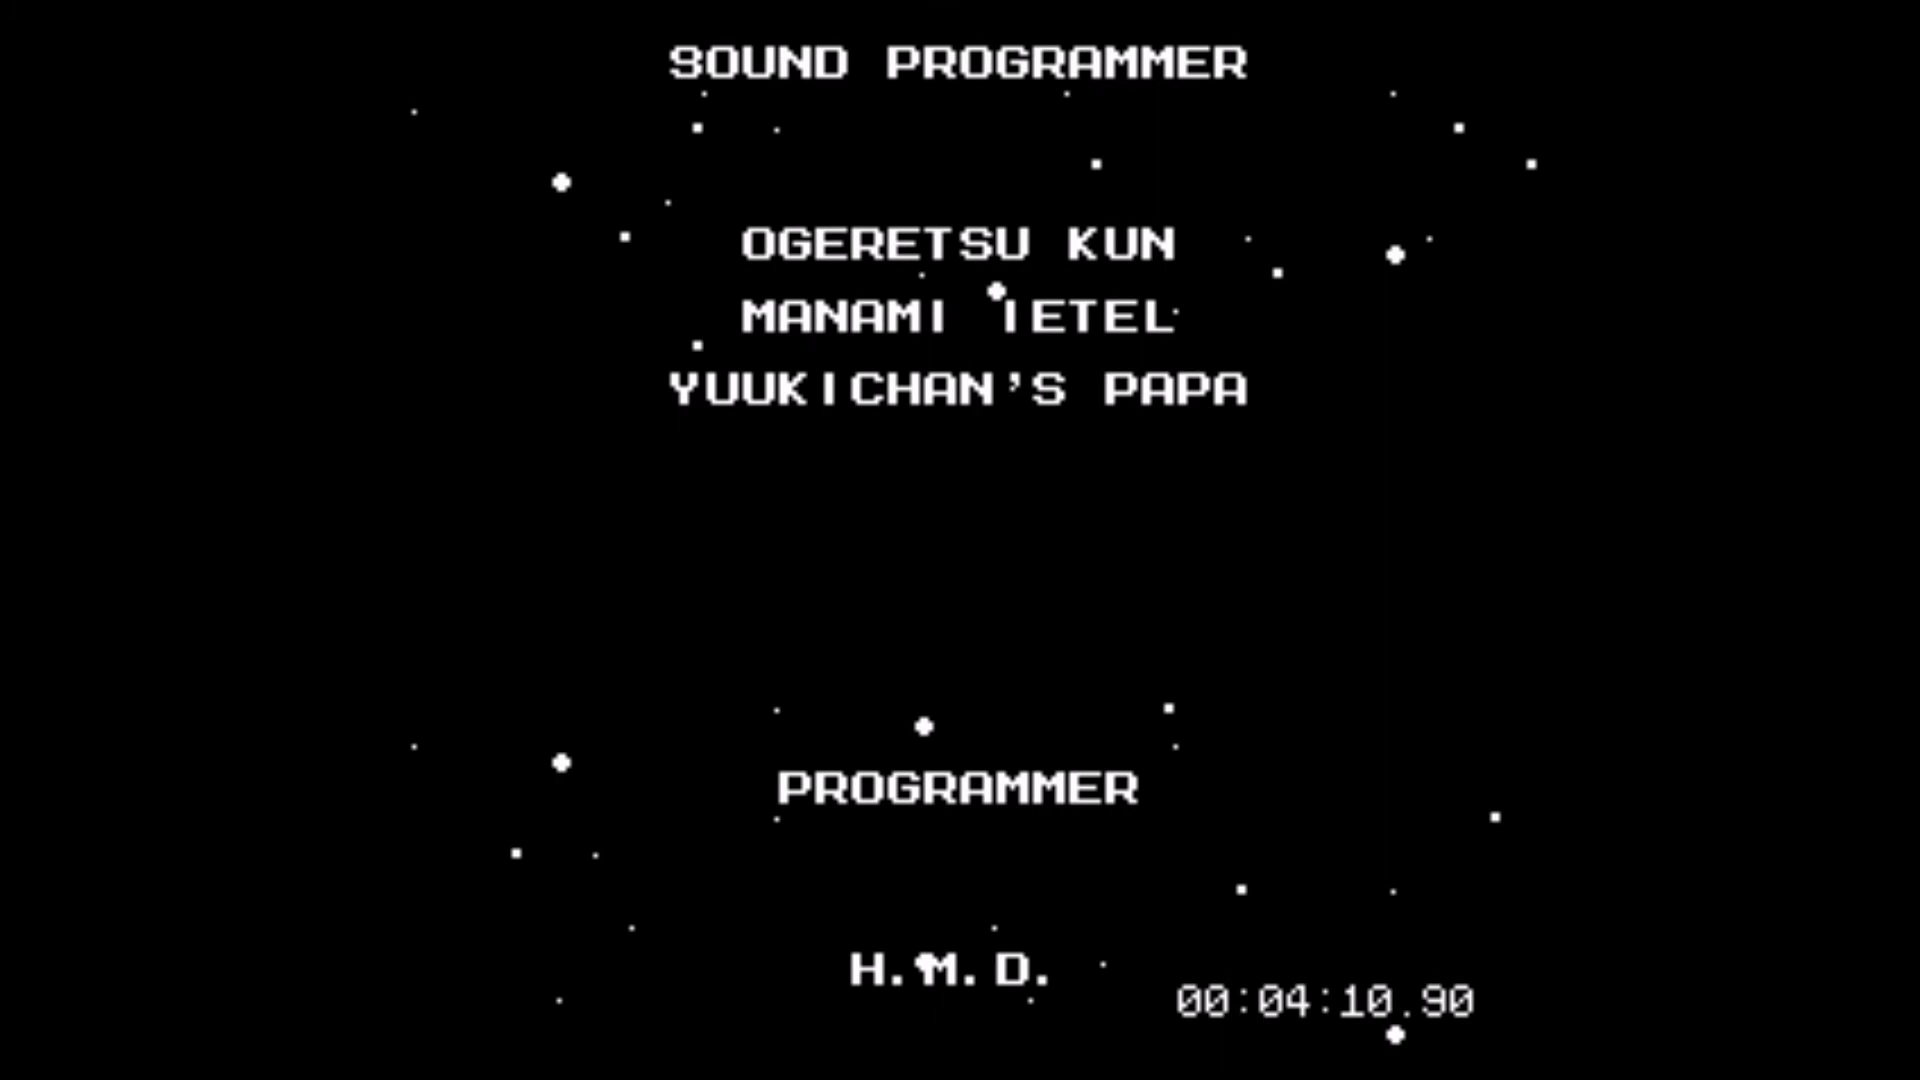 SOUND PROGRAMMER
OGERETSU KUN
MANAMI IETEL
YUUKICHAN'S PAPA
PROGRAMMER
H.M.D.
00:04:10.90